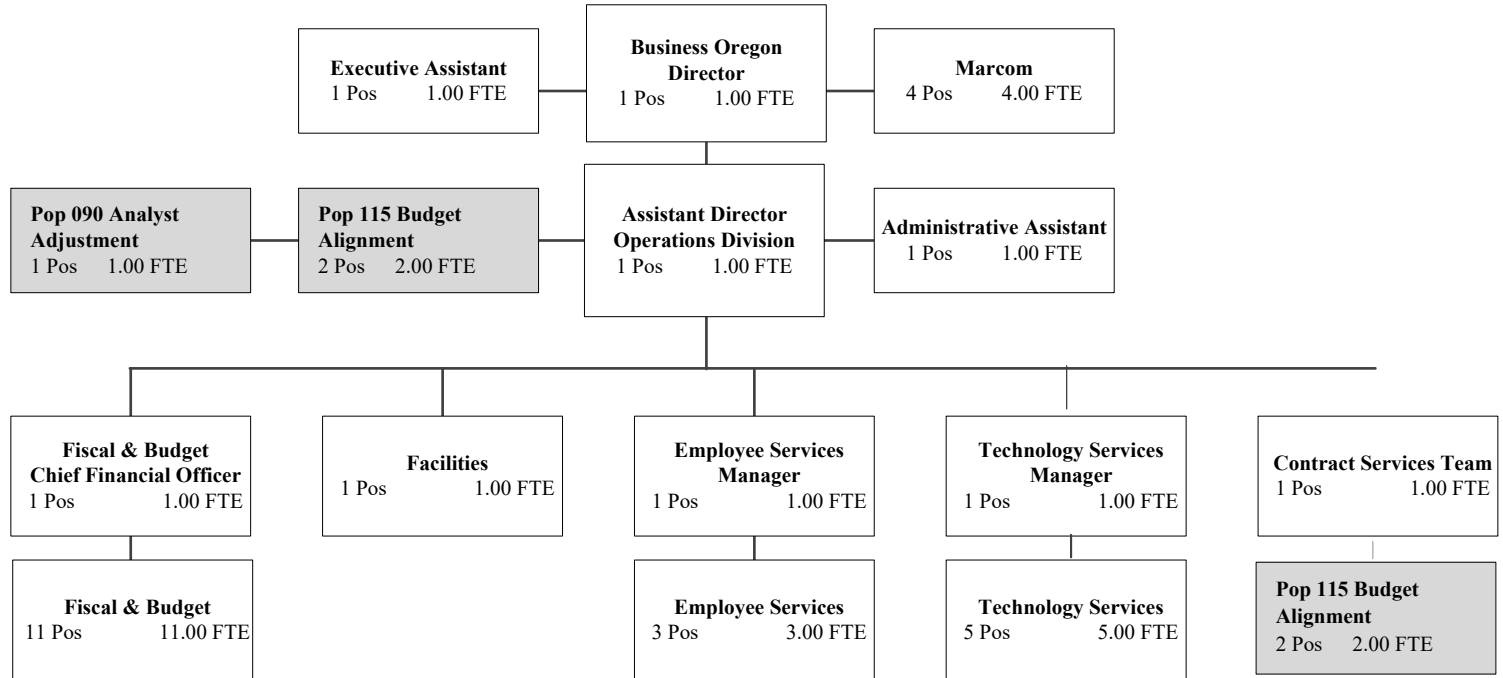 Executive Assistant
1 Pos 1.00 FTE
Business Oregon
Director
1 Pos 1.00 FTE
Marcom
4 Pos 4.00 FTE
Pop 090 Analyst
Adjustment
1 Pos 1.00 FTE
Pop 115 Budget
Alignment
2 Pos 2.00 FTE
Assistant Director
Operations Division
1 Pos 1.00 FTE
Administrative Assistant
1 Pos 1.00 FTE
Fiscal & Budget
Chief Financial Officer
1 Pos 1.00 FTE
Facilities
1 Pos 1.00 FTE
Employee Services
Manager
1 Pos 1.00 FTE
Technology Services
Manager
1 Pos 1.00 FTE
Contract Services Team
1 Pos 1.00 FTE
Fiscal & Budget
11 Pos 11.00 FTE
Employee Services
3 Pos 3.00 FTE
Technology Services
5 Pos 5.00 FTE
Pop 115 Budget
Alignment
2 Pos 2.00 FTE